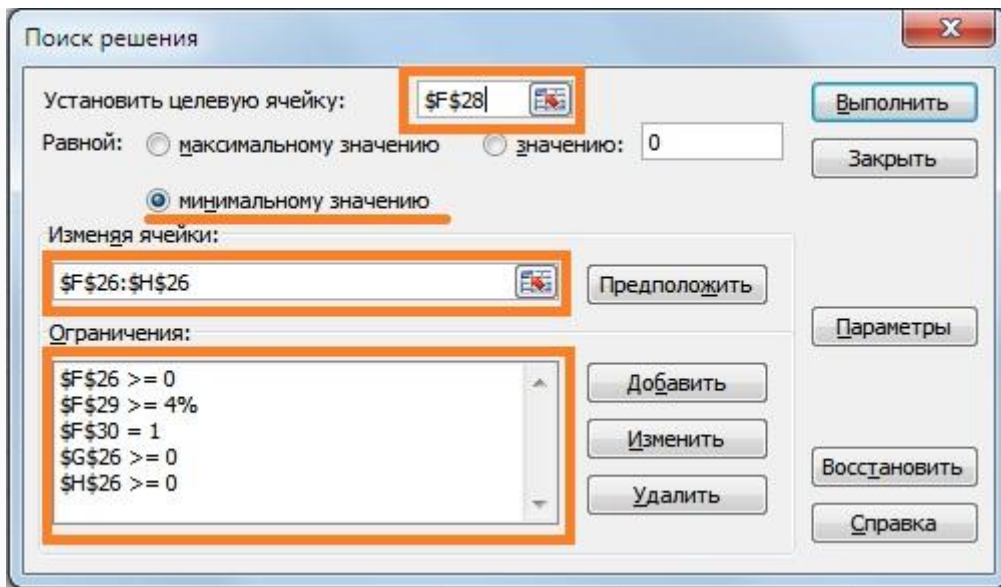 Поиск решения
Установить целевую ячейку: $F$28 Выполнить
Равной: максимальному значению значению: 0 Закрыть
минимальному значению
Изменяя ячейки:
$F$26:$H$26 Предположить
Ограничения: Параметры
$F$26 >= 0 Добавить
$F$29 >= 4%
$F$30 = 1 Изменить
$G$26 >= 0
$H$26 >= 0 Восстановить
Удалить
Справка